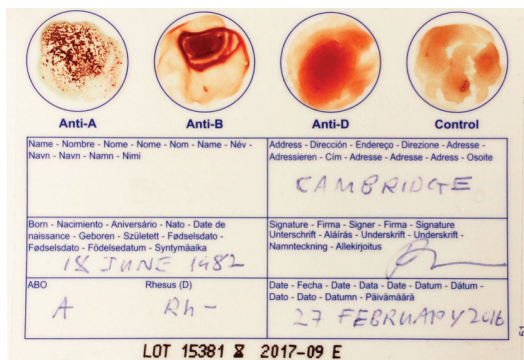 Anti-A Anti-B Anti-D Control
Name - Nombre - Nome - Nome - Nom - Name - Név -
Navn - Navn - Namn - Nimi
Address - Dirección - Endereço - Direzione - Adresse -
Adressieren - Cím - Adresse - Adresse - Adress - Osoite
CAMBRIDGE
Born - Nacimiento - Aniversário - Nato - Date de
naissance - Geboren - Született - Fødselsdato -
Fødselsdato - Födelsedatum - Syntymäaika
18 JUNE 1982
Signature - Firma - Signer - Firma - Signature
Unterschrift - Aláírás - Underskrift - Underskrift -
Namnteckning - Allekirjoitus
ABO Rhesus (D)
A Rh-
Date - Fecha - Date - Data - Date - Datum - Dátum -
Dato - Dato - Datumn - Päivämäärä
27 FEBRUARY 2016
LOT 15381 2017-09 E